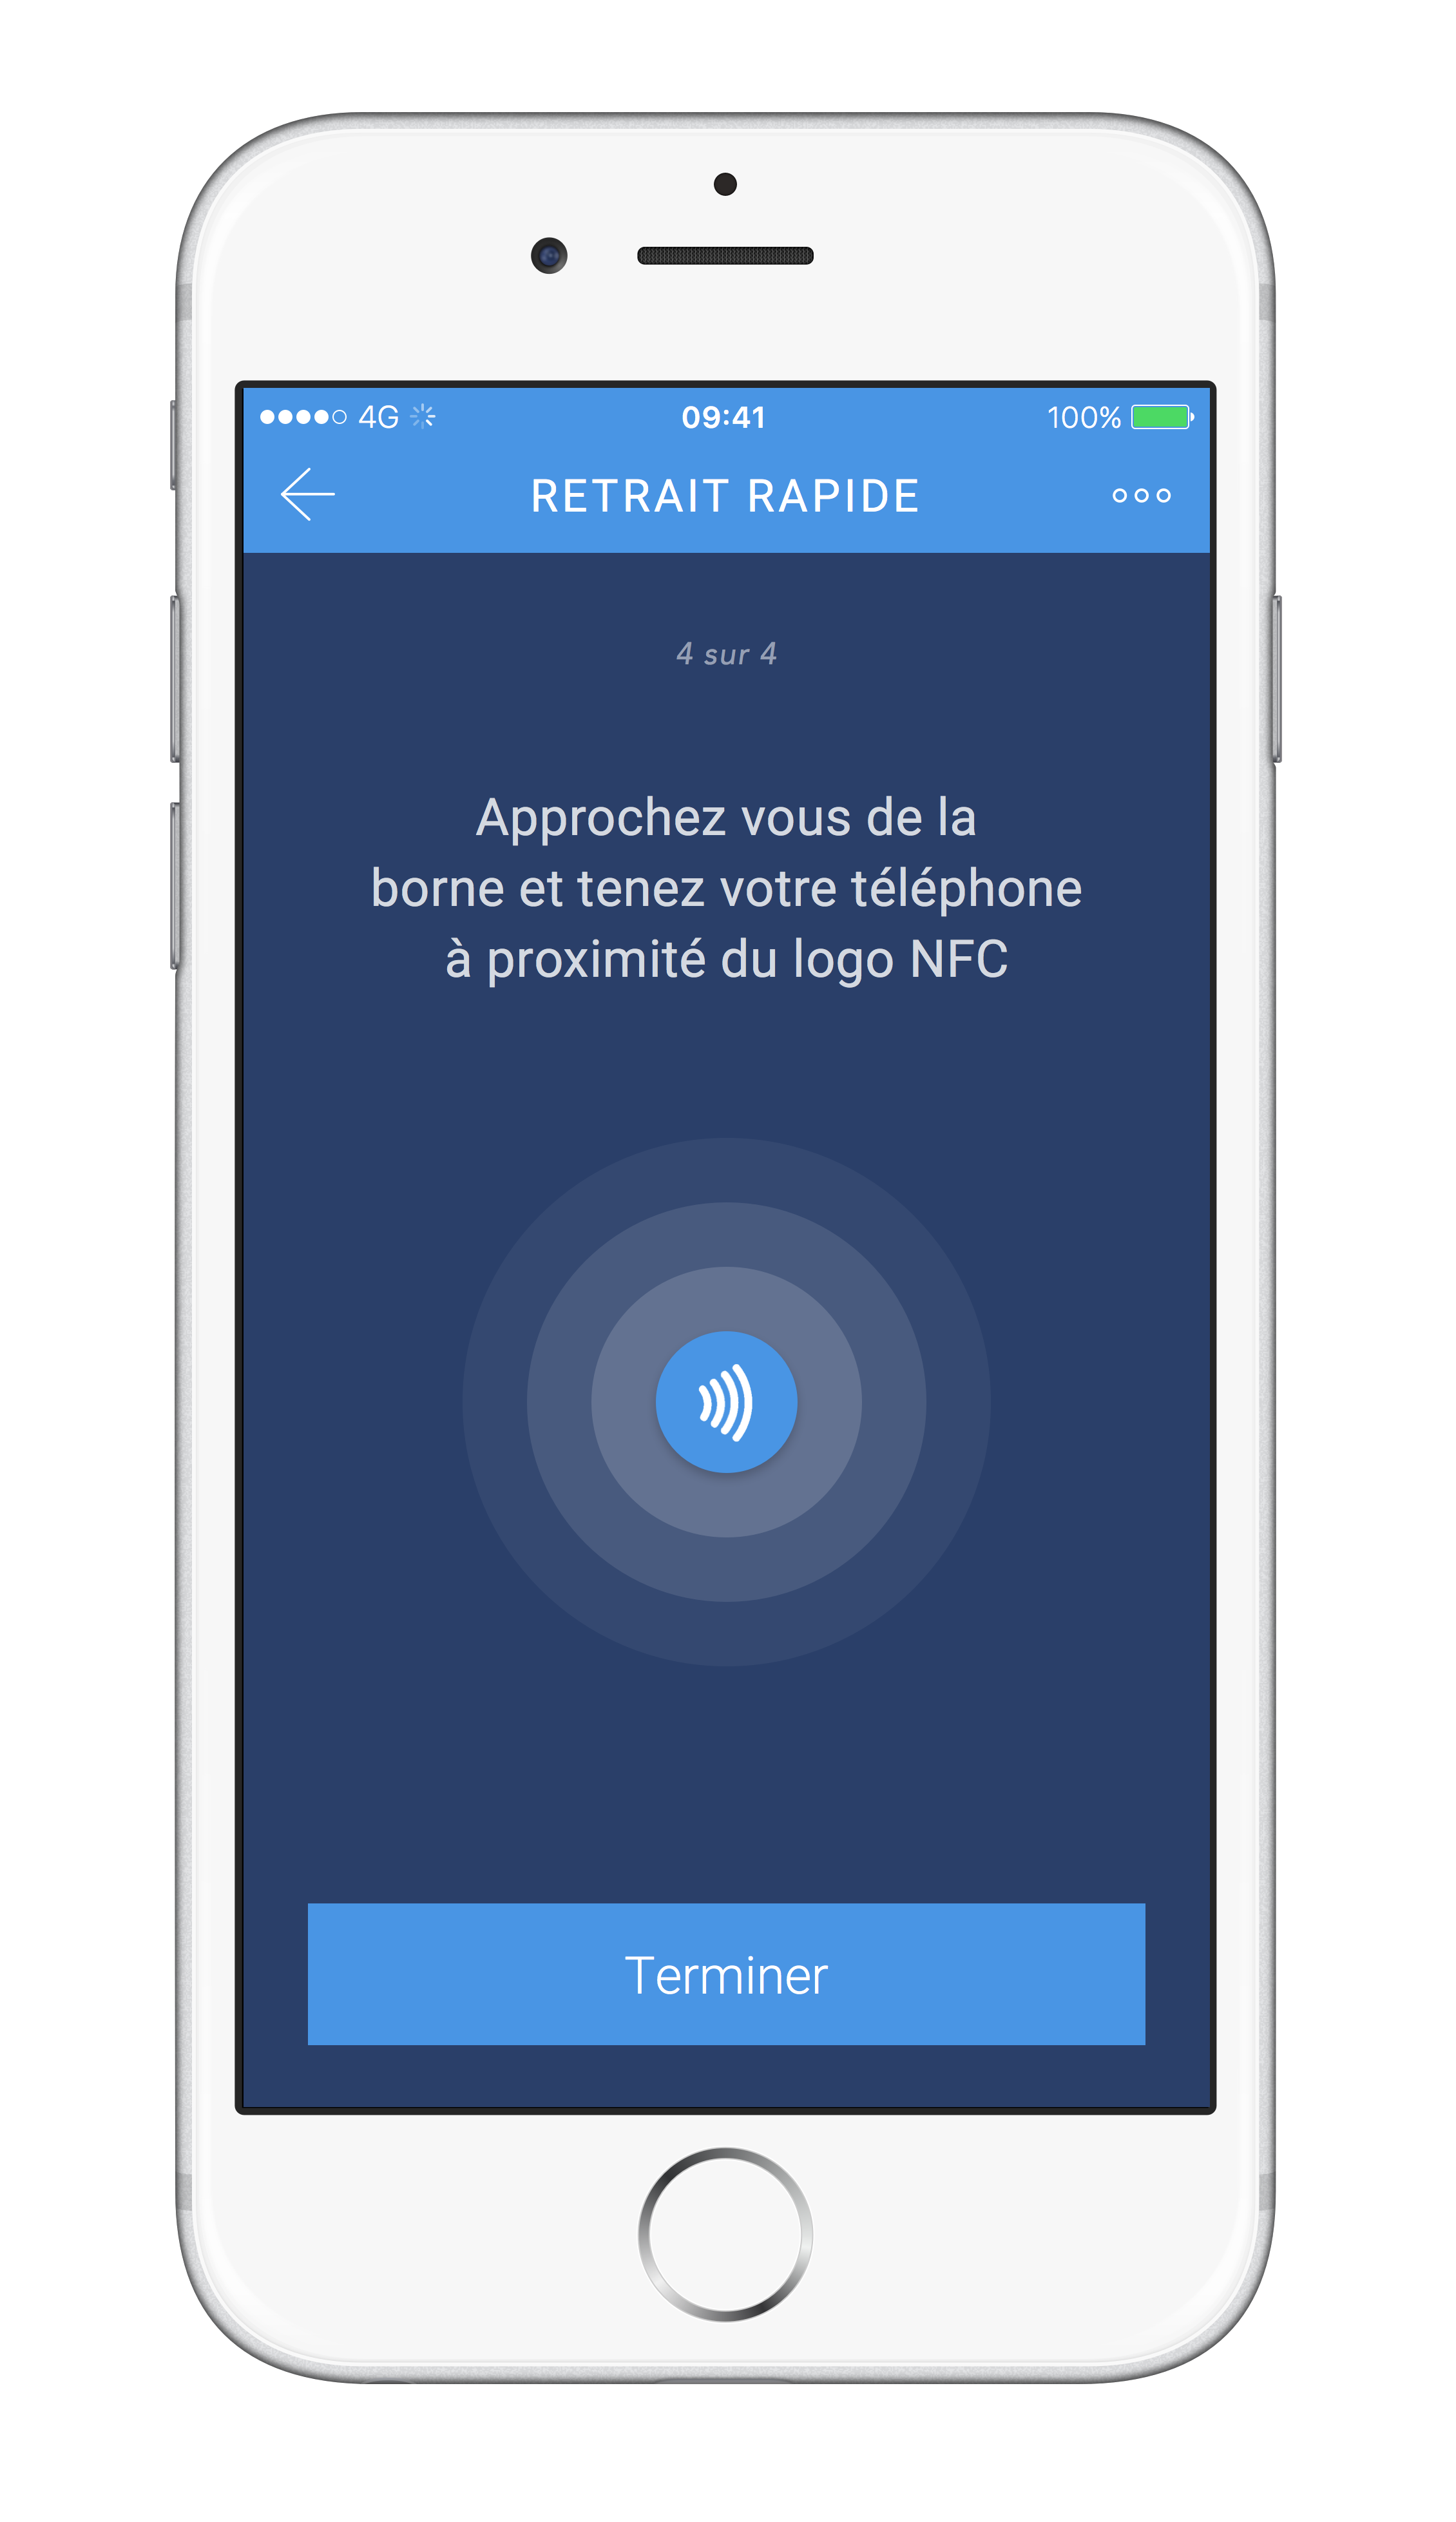 4G 09:41 100%
RETRAIT RAPIDE
4 sur 4
Approchez vous de la
borne et tenez votre téléphone
à proximité du logo NFC
Terminer